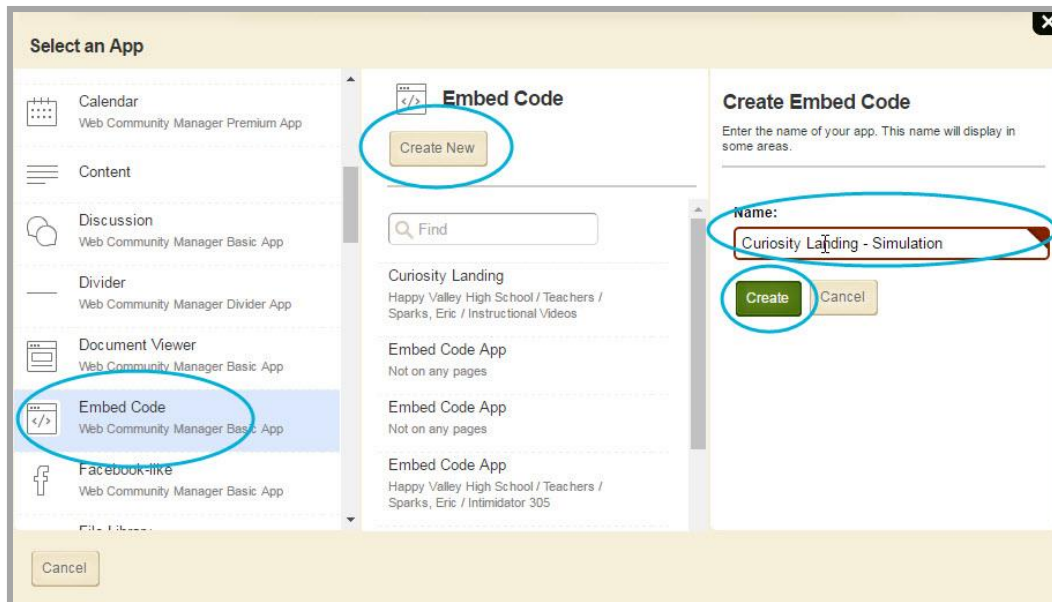 Select an App
Calendar
Web Community Manager Premium App
Content
Discussion
Web Community Manager Basic App
Divider
Web Community Manager Divider App
Document Viewer
Web Community Manager Basic App
Embed Code
Web Community Manager Basic App
Facebook-like
Web Community Manager Basic App
File Library
Cancel
Embed Code
Create New
Find
Curiosity Landing
Happy Valley High School / Teachers /
Sparks, Eric / Instructional Videos
Embed Code App
Not on any pages
Embed Code App
Not on any pages
Embed Code App
Happy Valley High School / Teachers /
Sparks, Eric / Intimidator 305
Create Embed Code
Enter the name of your app. This name will display in
some areas.
Name:
Curiosity Landing - Simulation
Create
Cancel